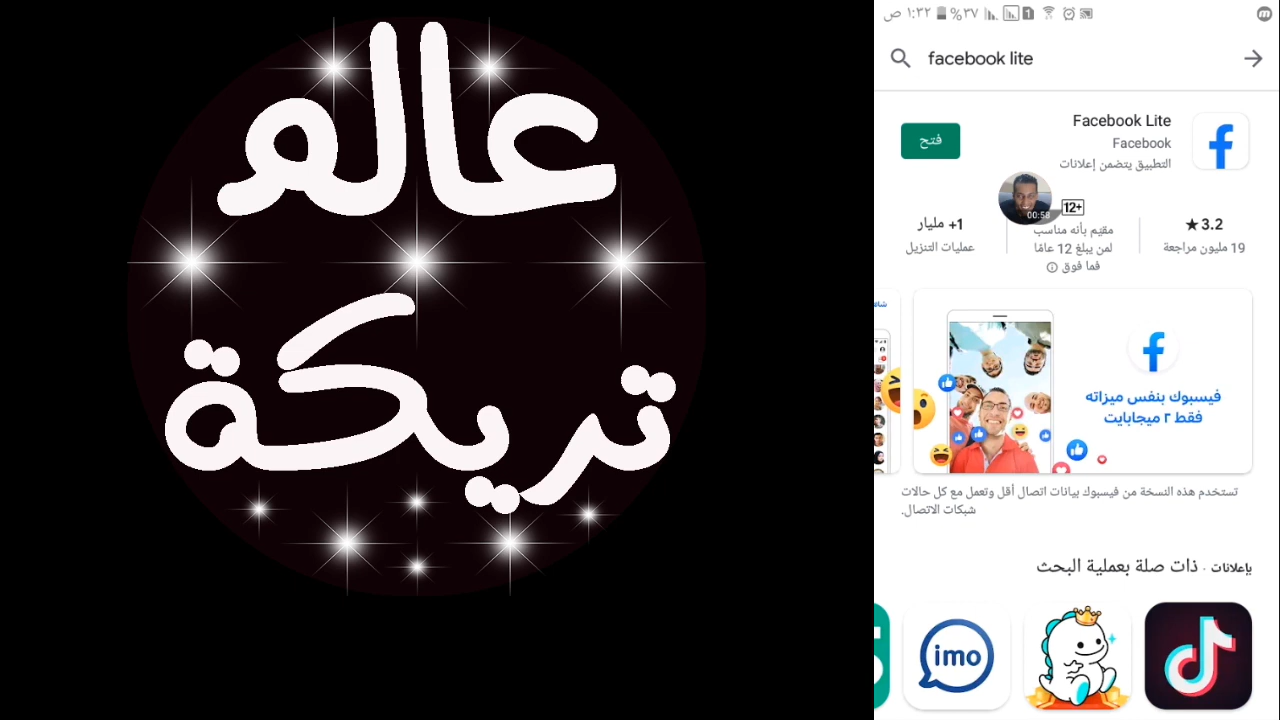 عالم
تريكة
١:٣٢ ص
%٣٧
facebook lite
Facebook Lite
Facebook
التطبيق يتضمن إعلانات
فتح
00:58
3.2★
19 مليون مراجعة
12+
مقيّم بأنه مناسب
لمن يبلغ 12 عامًا
فما فوق
+1 مليار
عمليات التنزيل
فيسبوك بنفس ميزاته
فقط ٢ ميجابايت
تستخدم هذه النسخة من فيسبوك بيانات اتصال أقل وتعمل مع كل حالات
شبكات الاتصال.
بإعلانات · ذات صلة بعملية البحث
imo